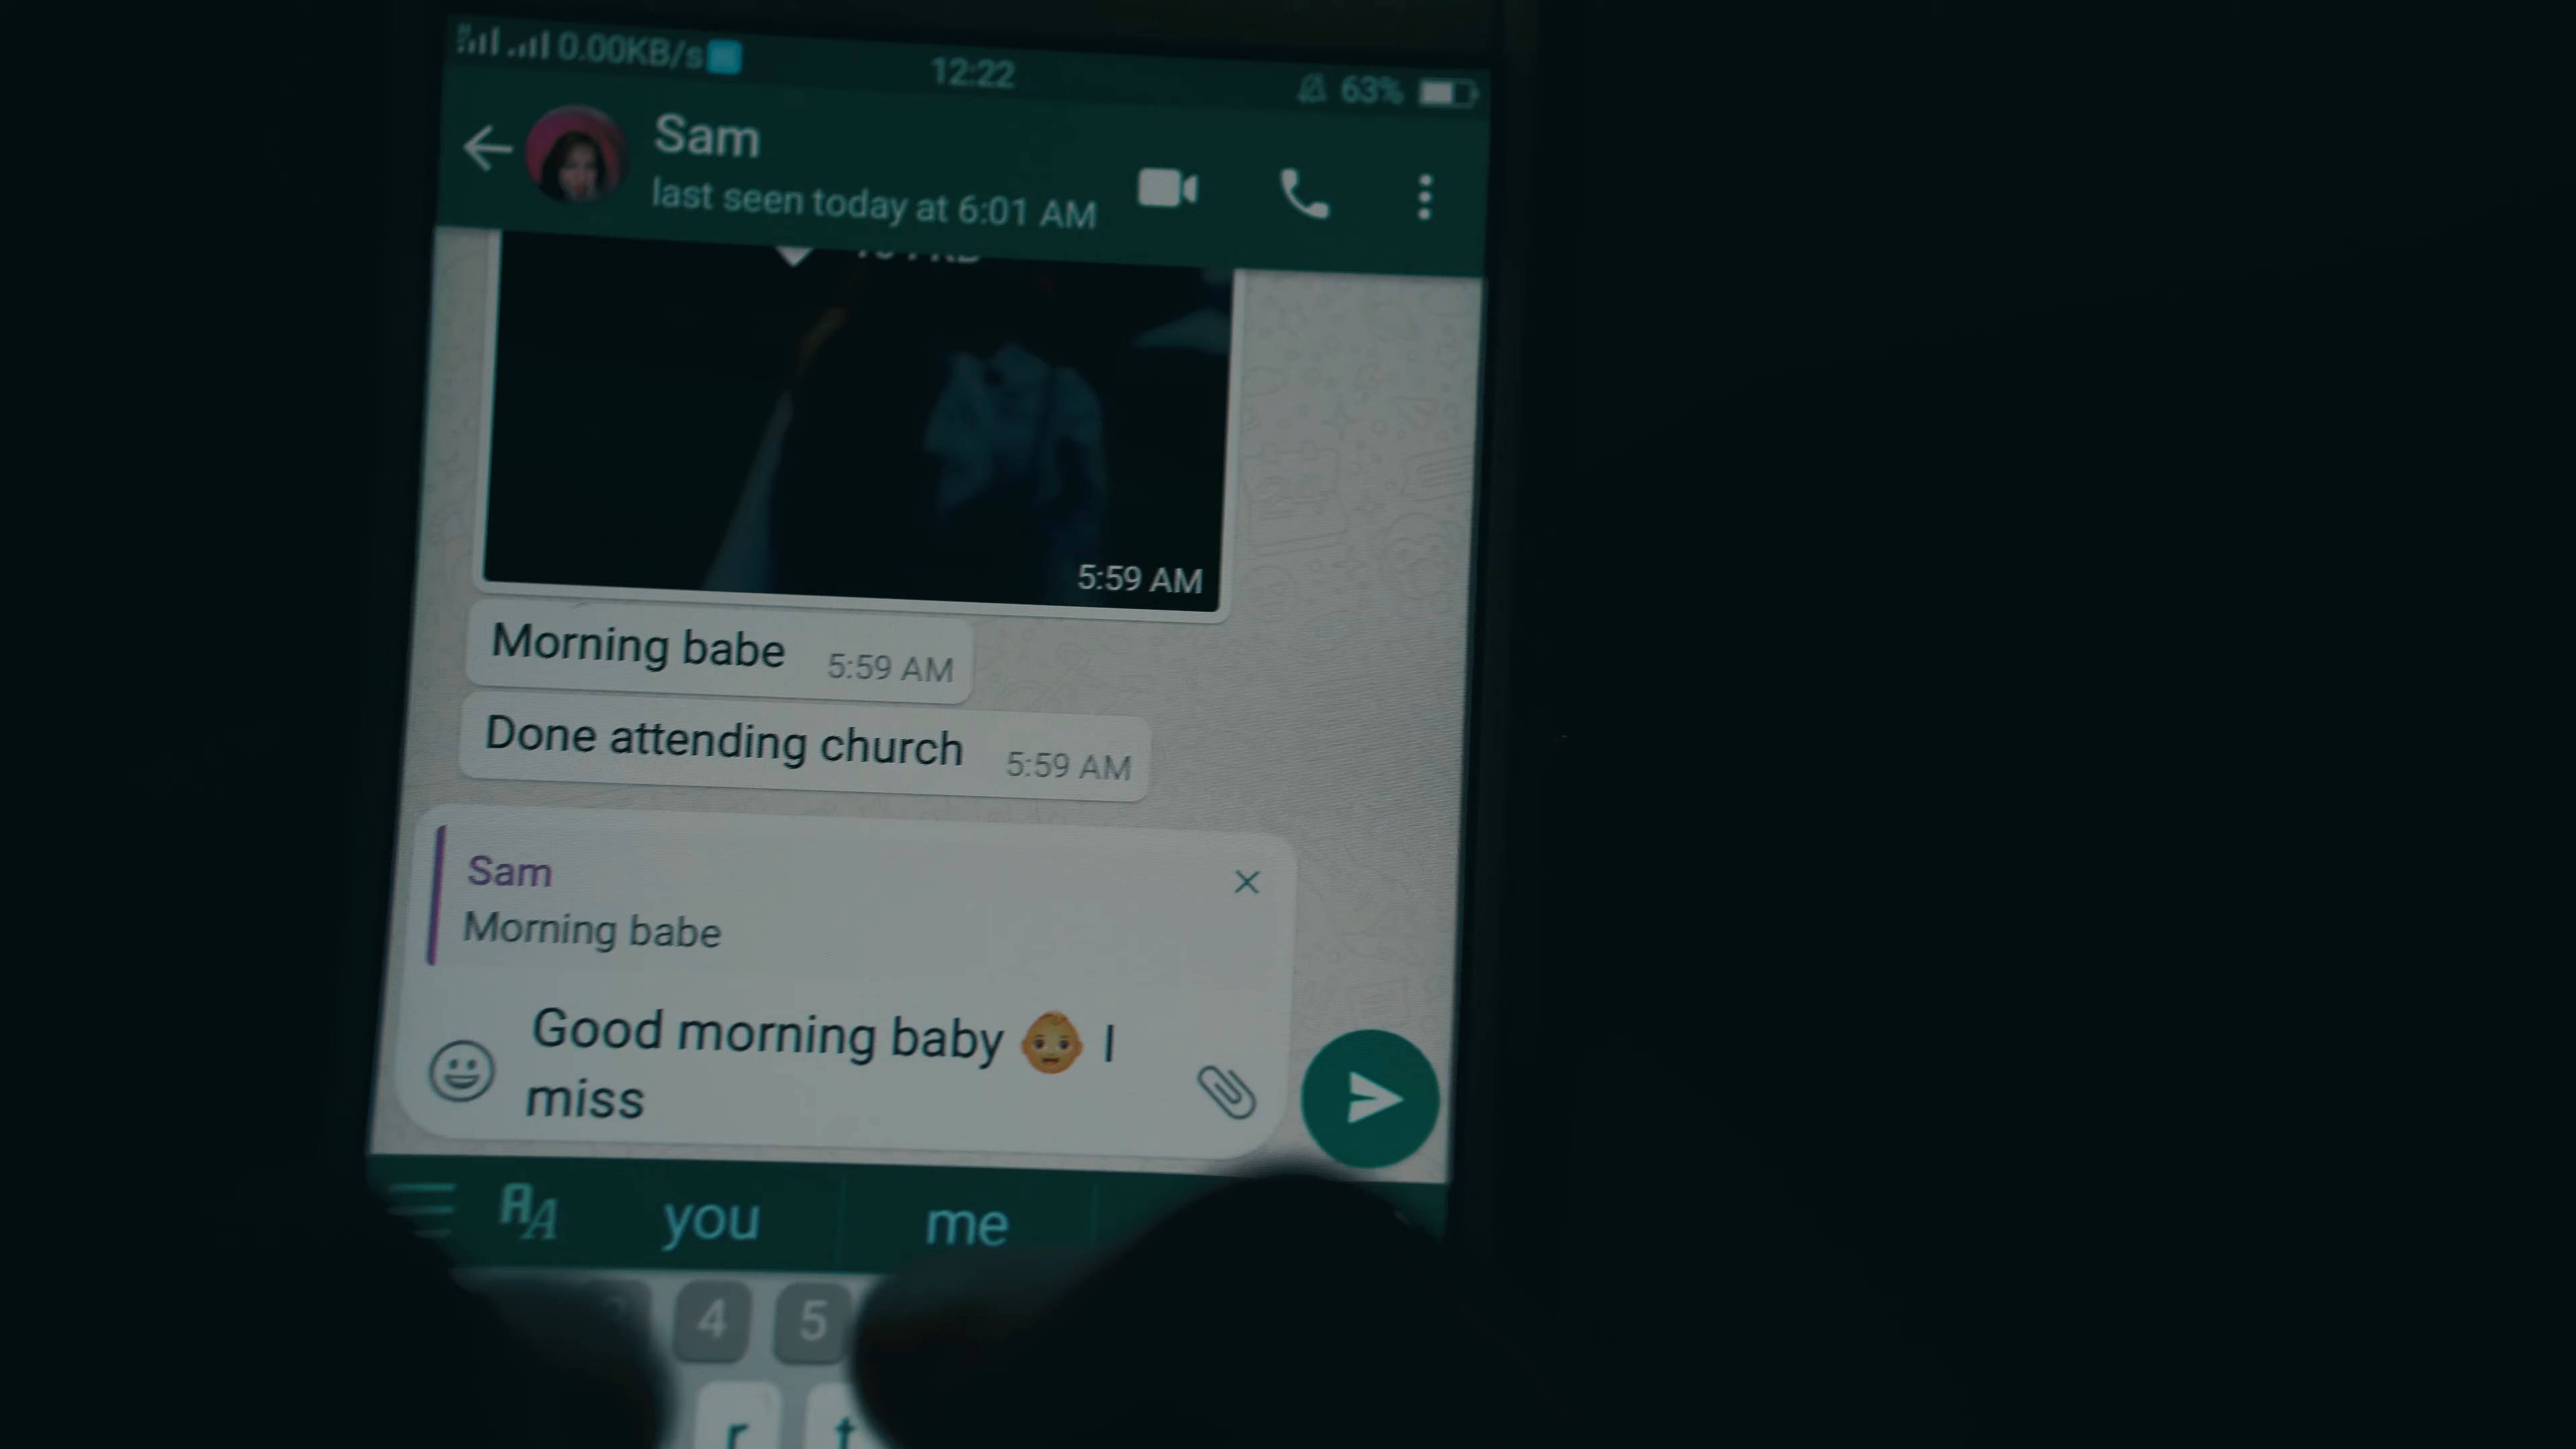 0.00KB/s
12:22
63%
Sam
last seen today at 6:01 AM
5:59 AM
Morning babe 5:59 AM
Done attending church 5:59 AM
Sam
Morning babe
Good morning baby 👶 I
miss
AA you me
4 5
r t